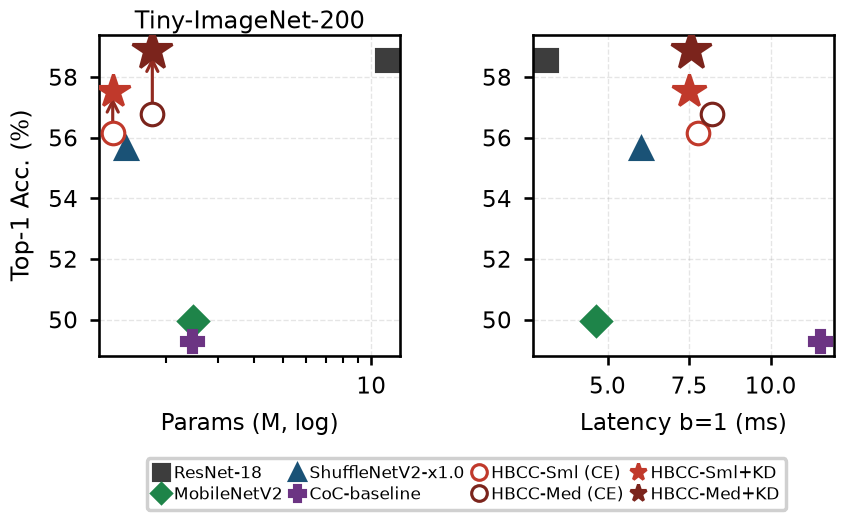 Tiny-ImageNet-200
Top-1 Acc. (%)
58
56
54
52
50
10
Params (M, log)
58
56
54
52
50
5.0 7.5 10.0
Latency b=1 (ms)
ResNet-18 ShuffleNetV2-x1.0 HBCC-Sml (CE) HBCC-Sml+KD
MobileNetV2 CoC-baseline HBCC-Med (CE) HBCC-Med+KD